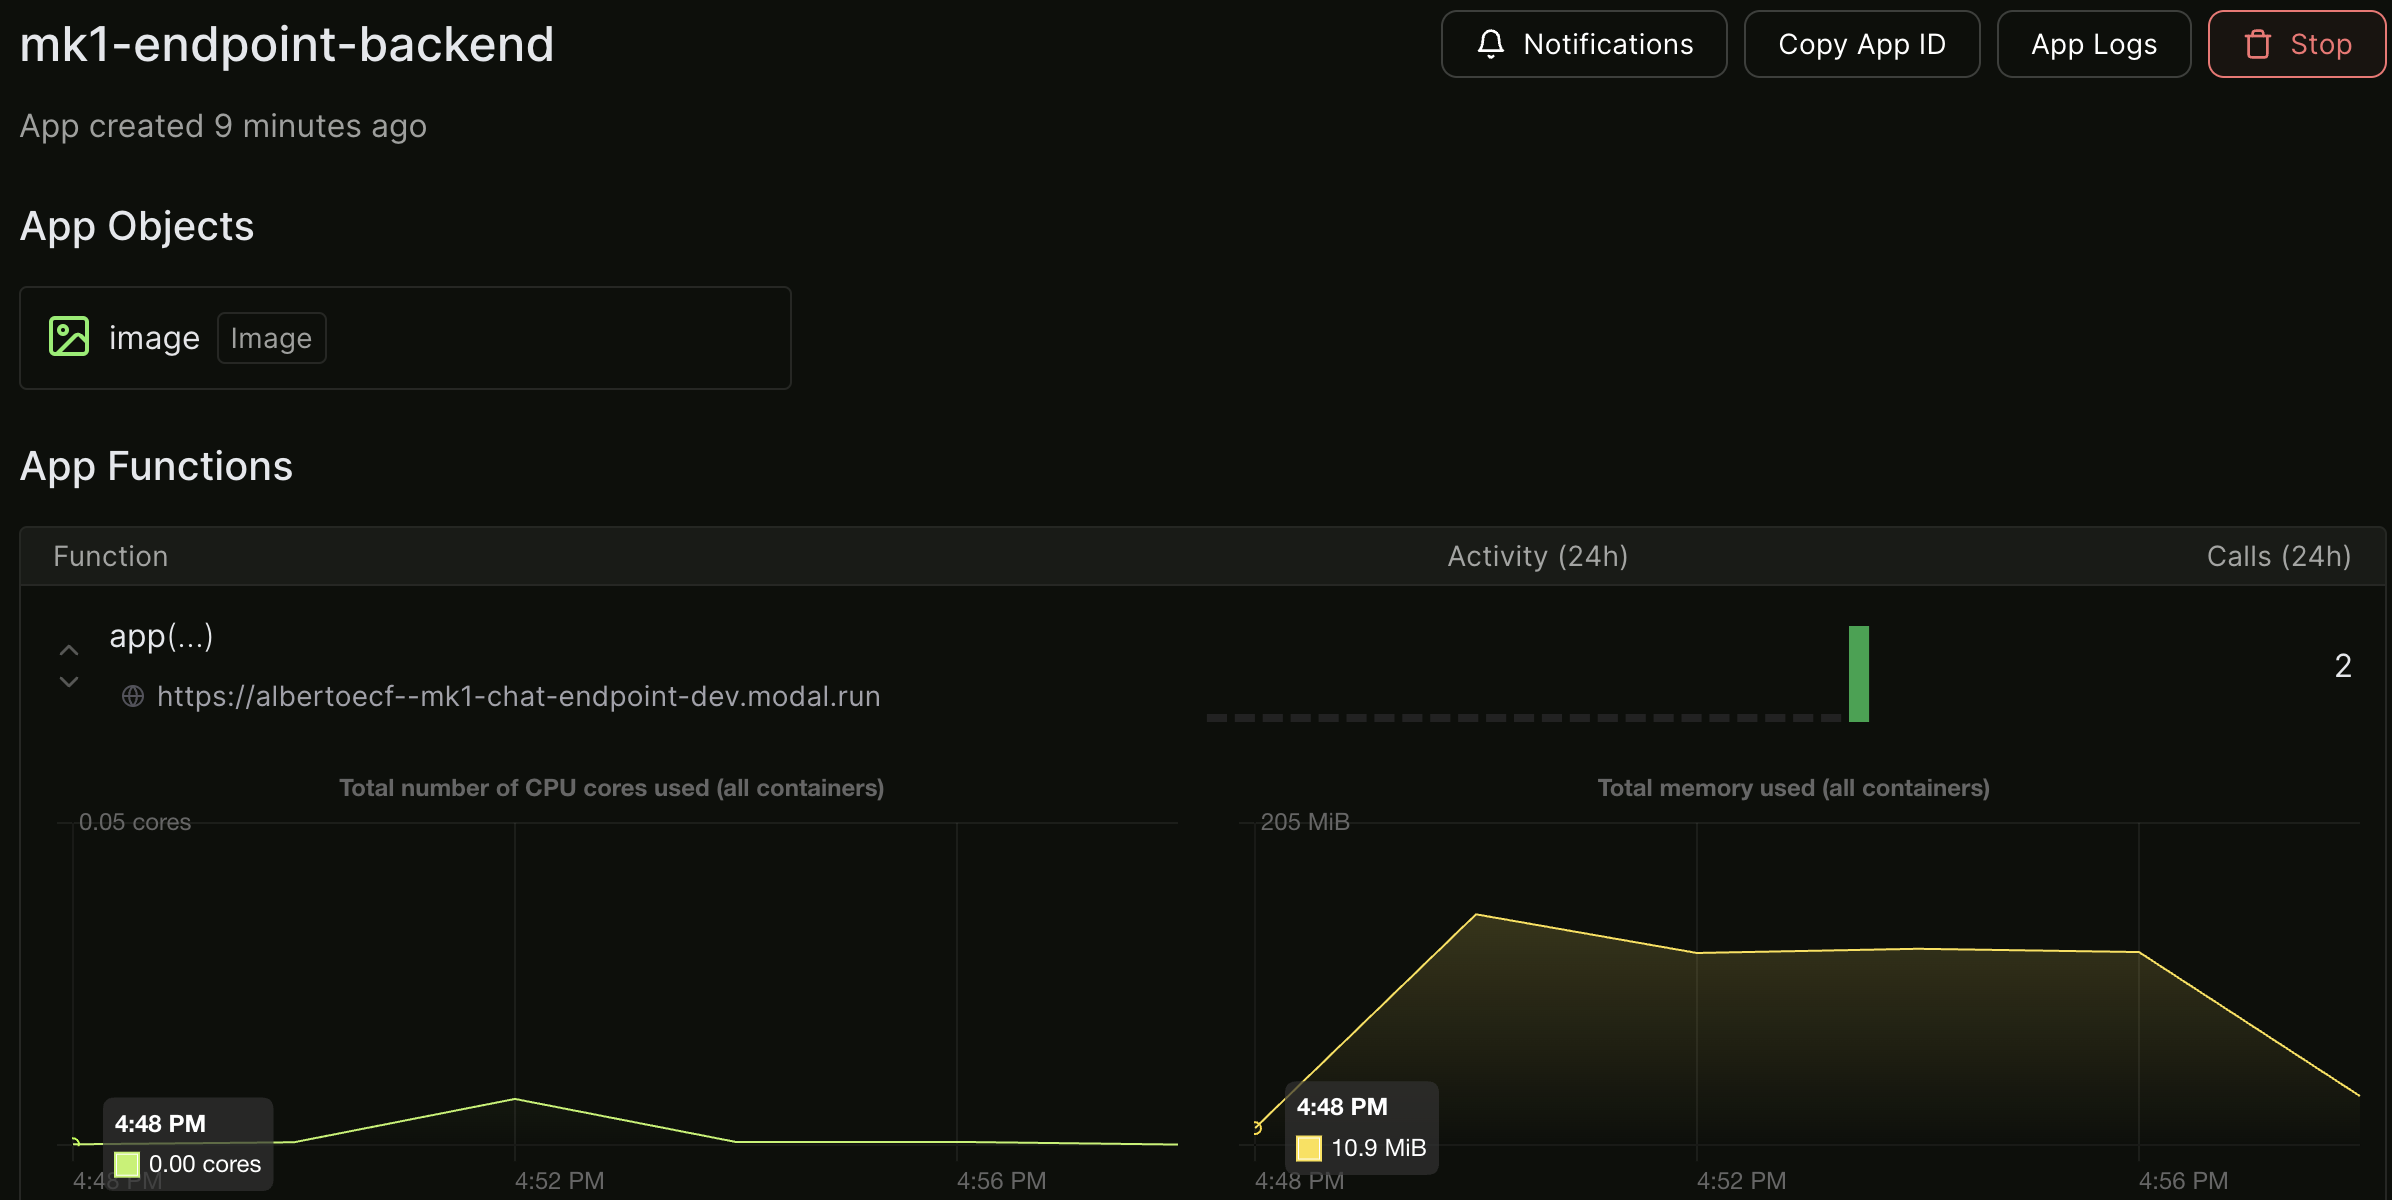 mk1-endpoint-backend
Notifications
Copy App ID
App Logs
Stop
App created 9 minutes ago
App Objects
image
Image
App Functions
Function
Activity (24h)
Calls (24h)
app(...)
2
https://albertoecf--mk1-chat-endpoint-dev.modal.run
Total number of CPU cores used (all containers)
0.05 cores
4:48 PM
0.00 cores
4:48 PM
4:52 PM
4:56 PM
Total memory used (all containers)
205 MiB
4:48 PM
10.9 MiB
4:48 PM
4:52 PM
4:56 PM